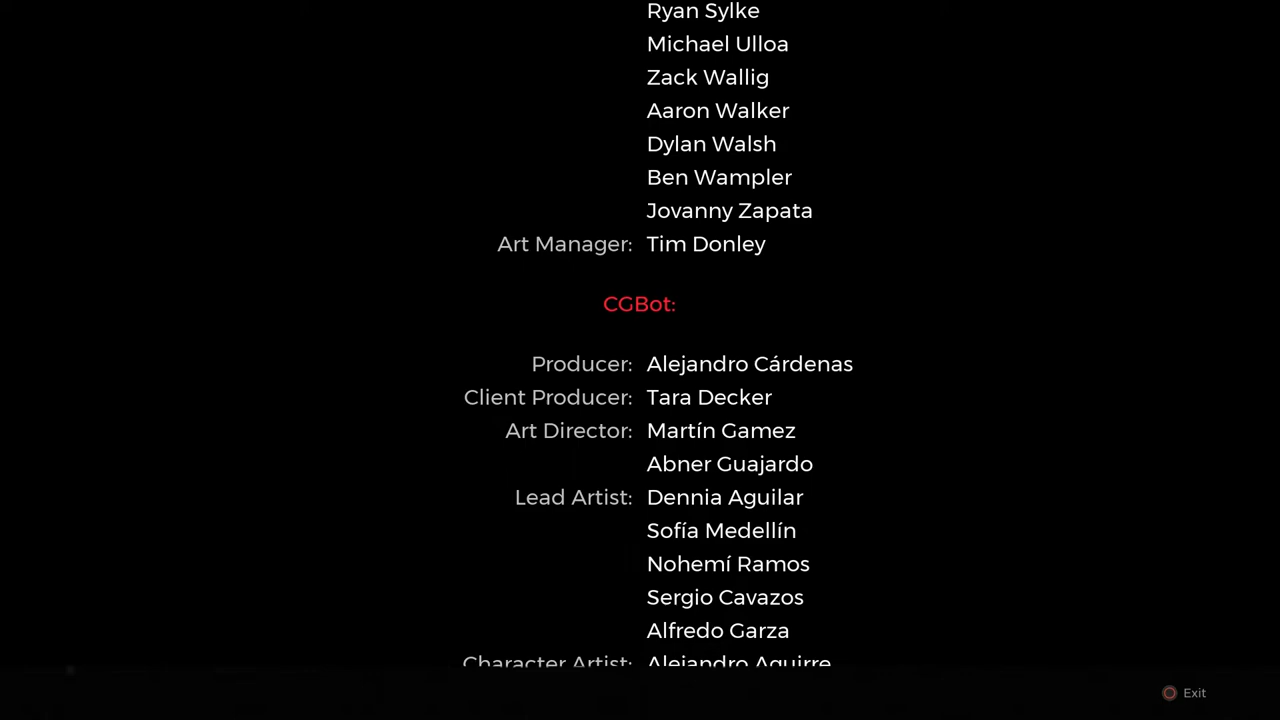 Ryan Sylke
Michael Ulloa
Zack Wallig
Aaron Walker
Dylan Walsh
Ben Wampler
Jovanny Zapata
Art Manager: Tim Donley
CGBot:
Producer: Alejandro Cárdenas
Client Producer: Tara Decker
Art Director: Martín Gamez
Abner Guajardo
Lead Artist: Dennia Aguilar
Sofía Medellín
Nohemí Ramos
Sergio Cavazos
Alfredo Garza
Character Artist: Alejandro Aguirre
Exit